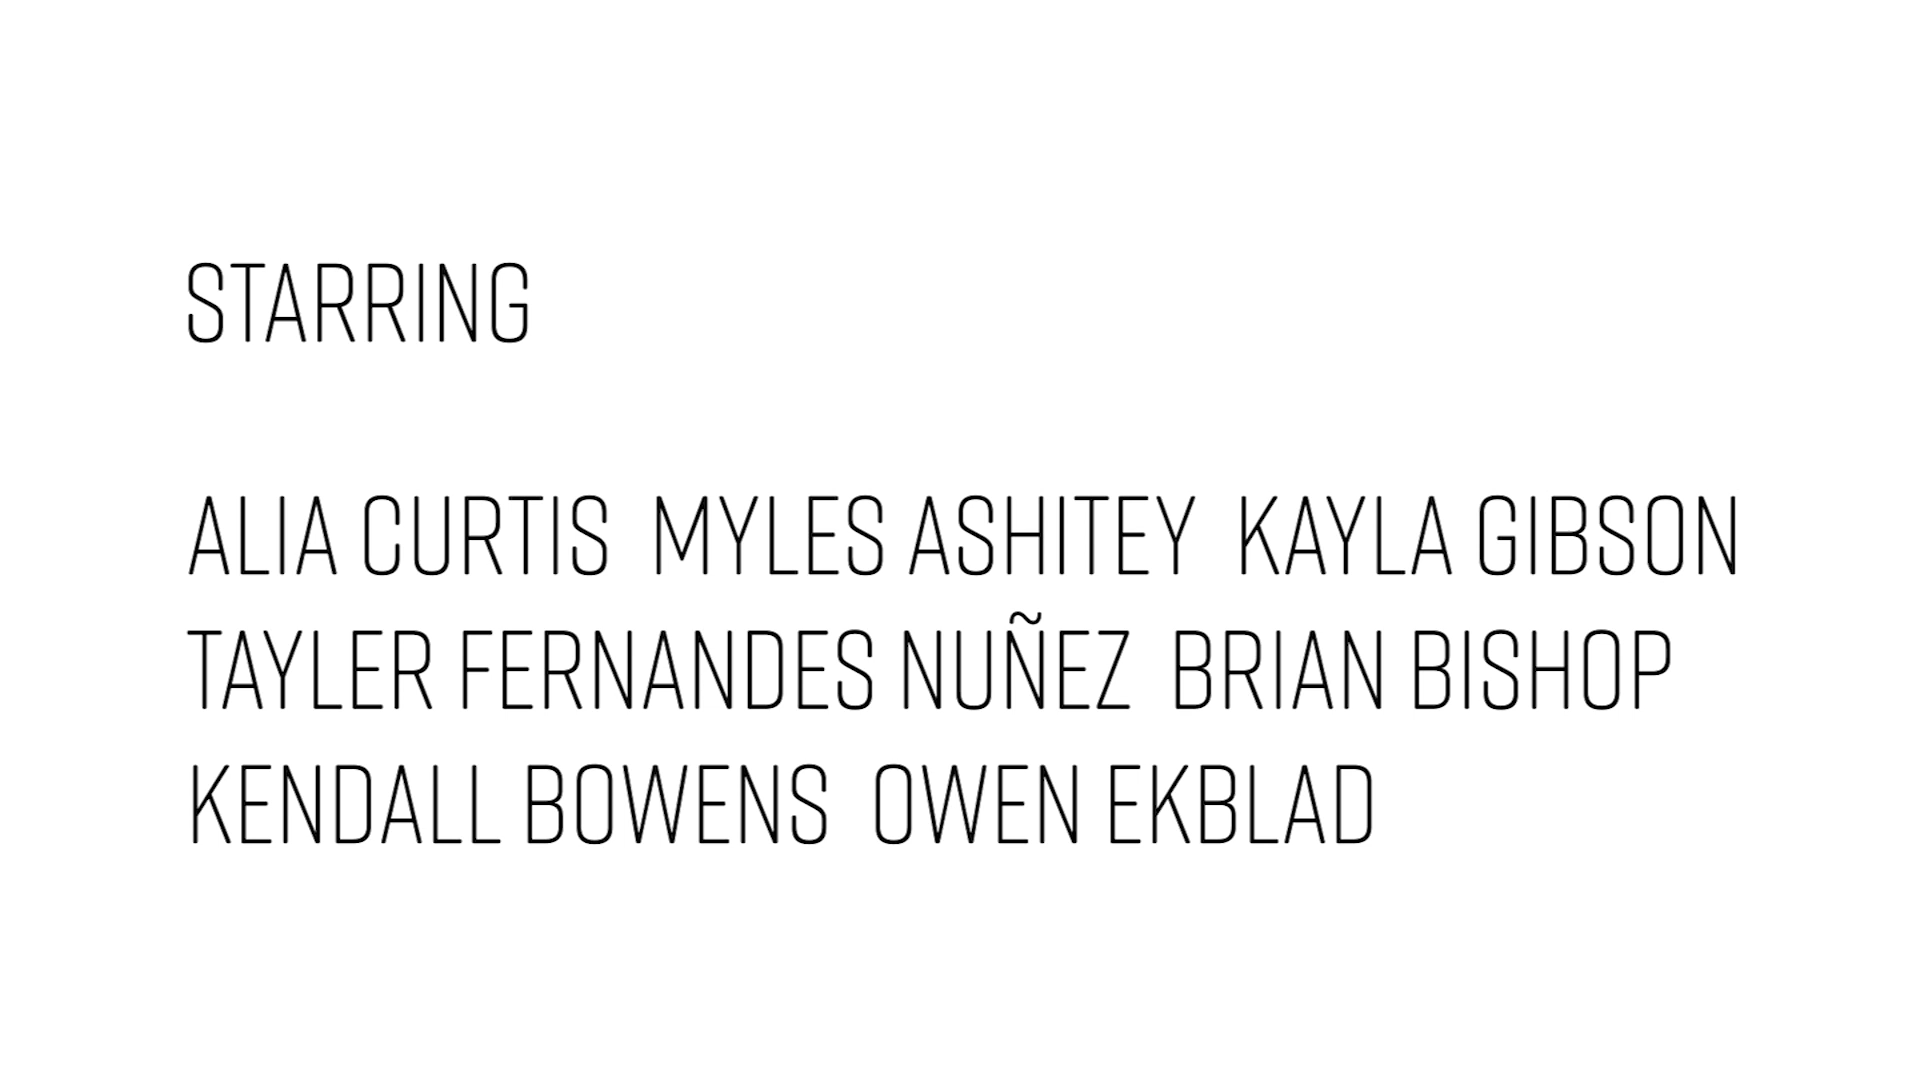 STARRING
ALIA CURTIS  MYLES ASHITEY  KAYLA GIBSON
TAYLER FERNANDES NUÑEZ  BRIAN BISHOP
KENDALL BOWENS  OWEN EKBLAD